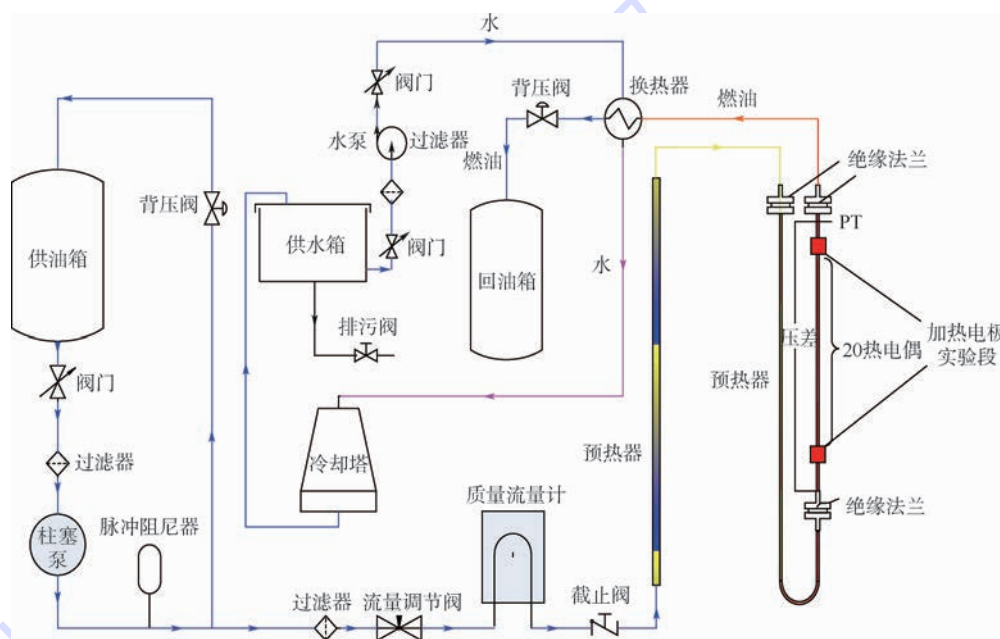 水
阀门
背压阀
换热器
燃油
水泵
过滤器
燃油
绝缘法兰
背压阀
PT
供油箱
供水箱
阀门
回油箱
水
排污阀
压差
20热电偶
加热电极
实验段
阀门
预热器
预热器
过滤器
冷却塔
质量流量计
绝缘法兰
柱塞
泵
脉冲阻尼器
过滤器
流量调节阀
截止阀